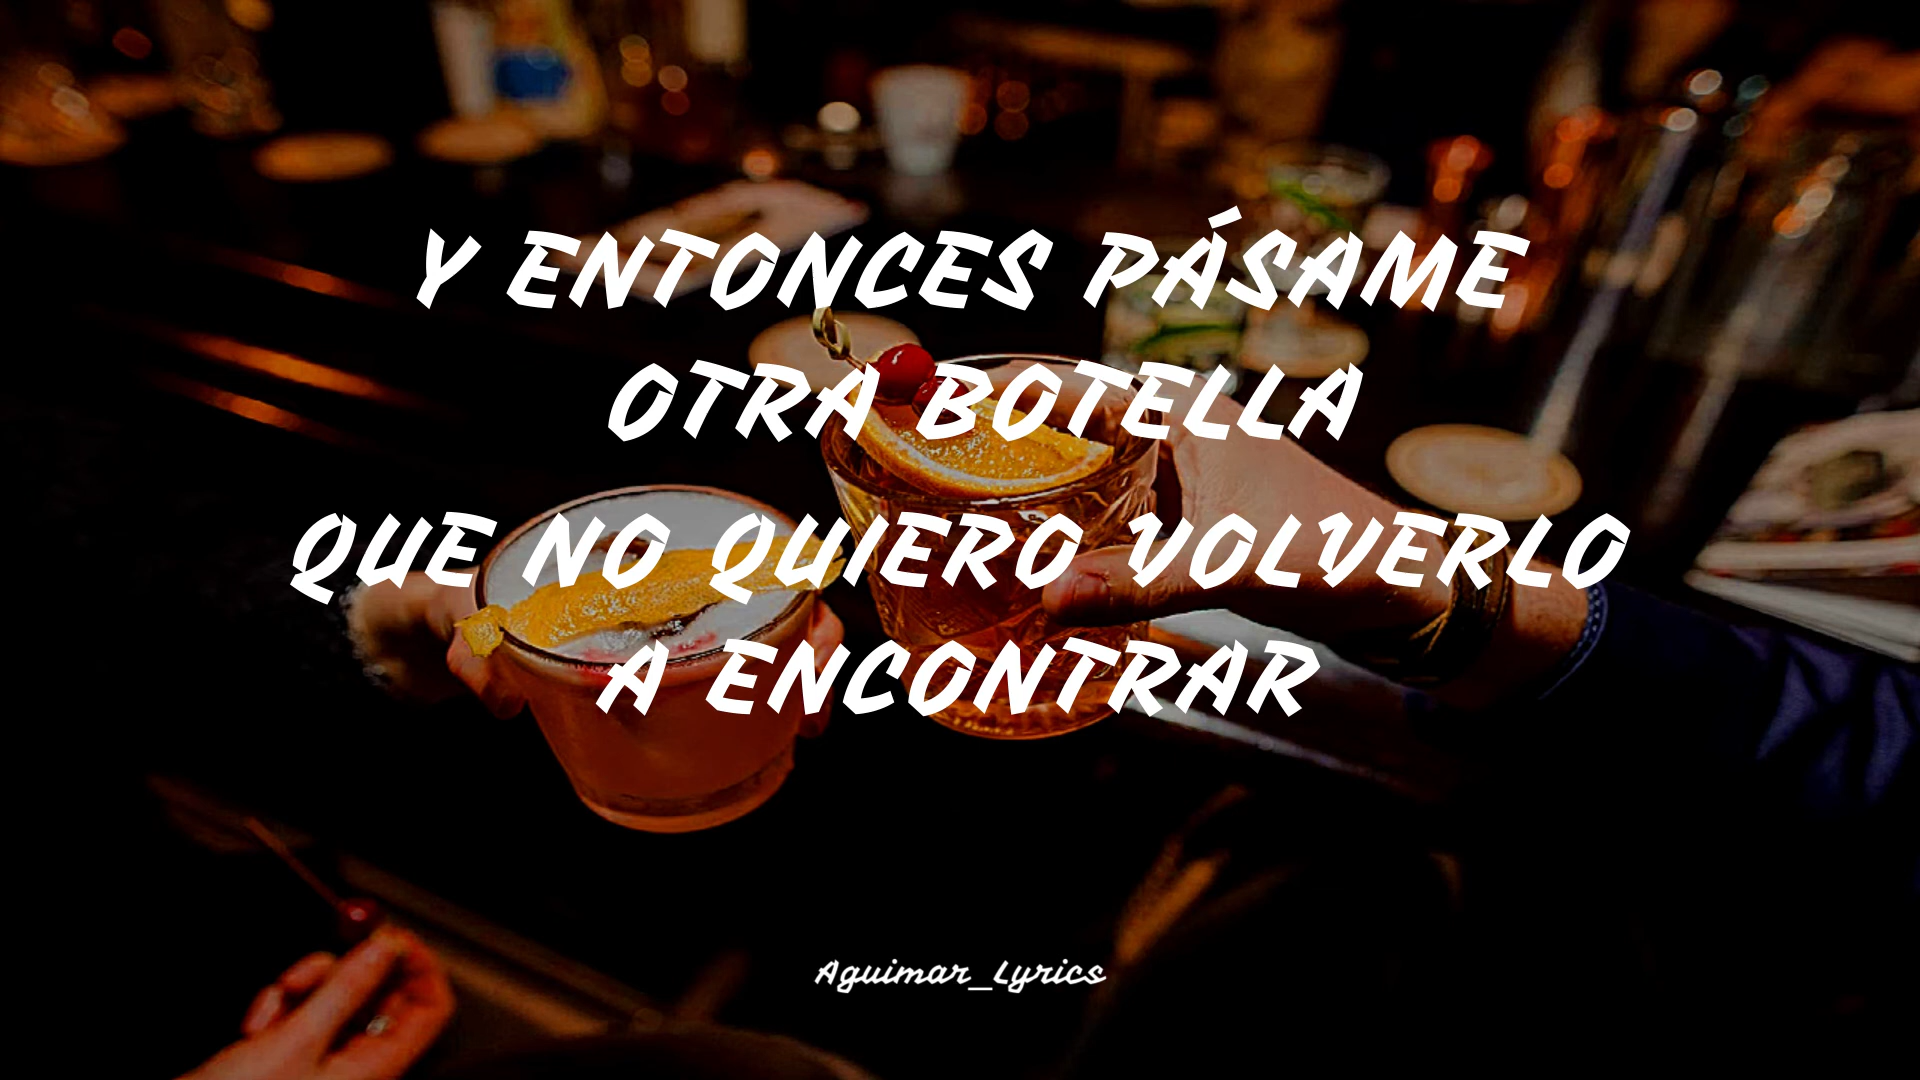 Y ENTONCES PÁSAME
OTRA BOTELLA
QUE NO QUIERO VOLVERLO
A ENCONTRAR
Aguimar_Lyrics